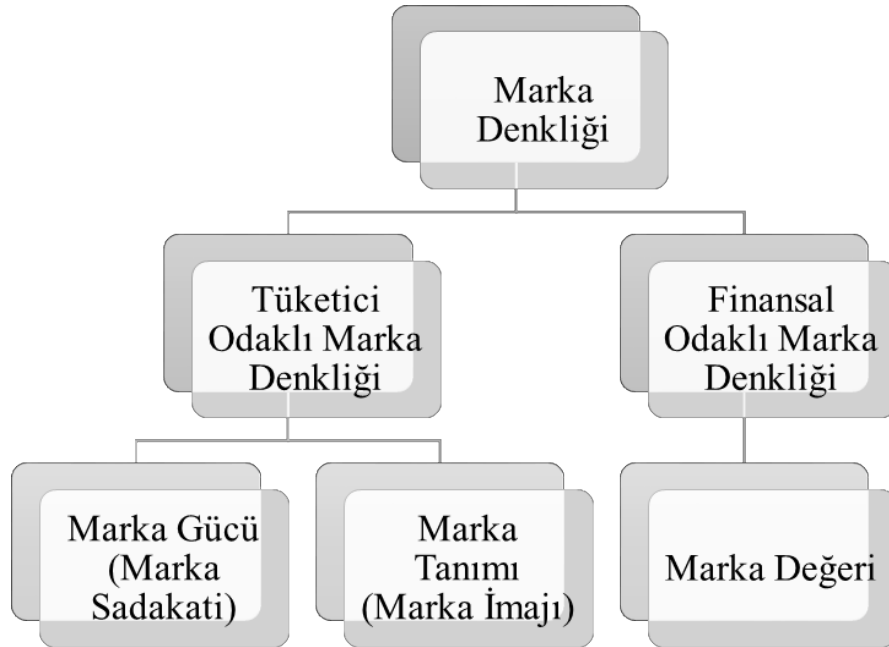 Marka
Denkliği
Tüketici
Odaklı Marka
Denkliği
Finansal
Odaklı Marka
Denkliği
Marka Gücü
(Marka
Sadakati)
Marka
Tanımı
(Marka İmajı)
Marka Değeri